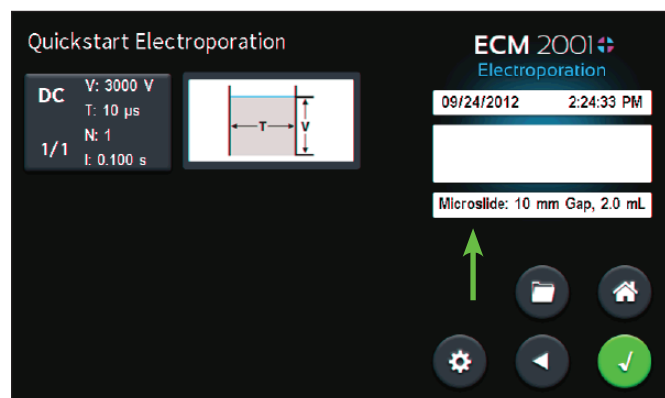 Quickstart Electroporation
DC
1/1
V: 3000 V
T: 10 µs
N: 1
I: 0.100 s
T
V
ECM 2001
Electroporation
09/24/2012 2:24:33 PM
Microslide: 10 mm Gap, 2.0 mL